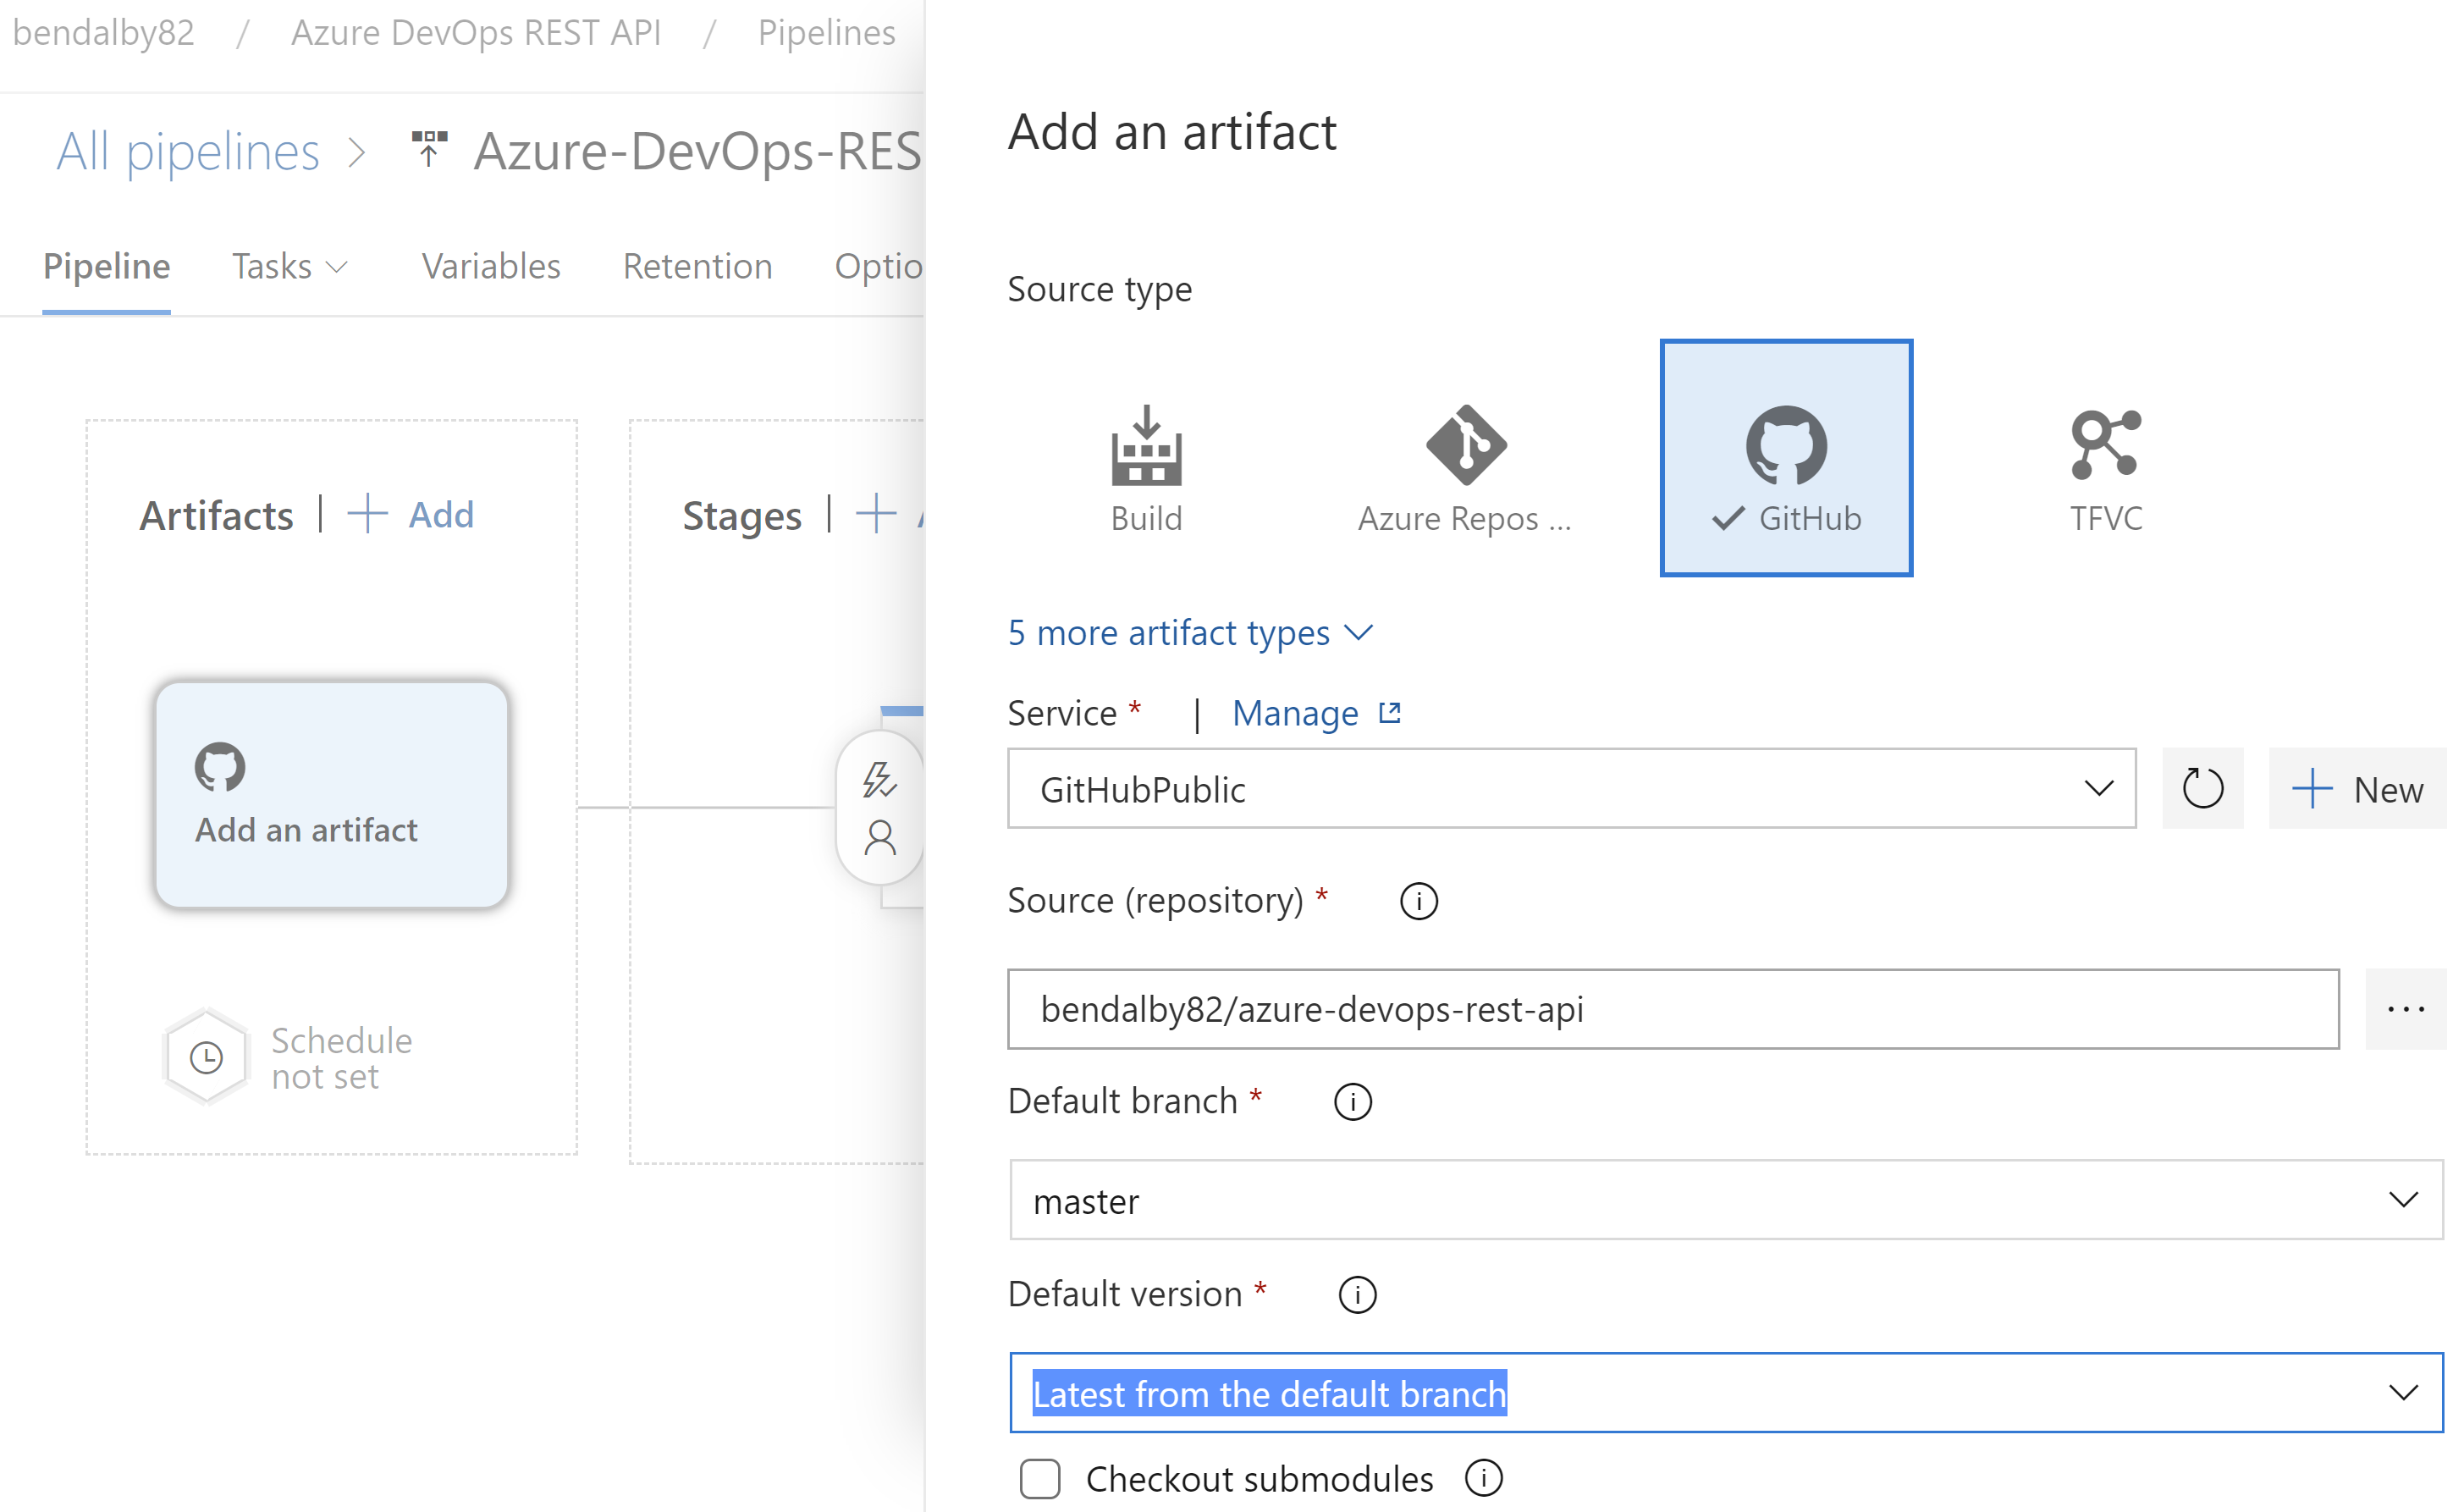 bendalby82 / Azure DevOps REST API / Pipelines
All pipelines > Azure-DevOps-RES
Pipeline Tasks Variables Retention Optio
Artifacts | + Add
Stages | +
Add an artifact
Schedule
not set
Add an artifact
Source type
Build
Azure Repos ...
GitHub
TFVC
5 more artifact types
Service * | Manage
GitHubPublic
+ New
Source (repository) *
bendalby82/azure-devops-rest-api
...
Default branch *
master
Default version *
Latest from the default branch
Checkout submodules